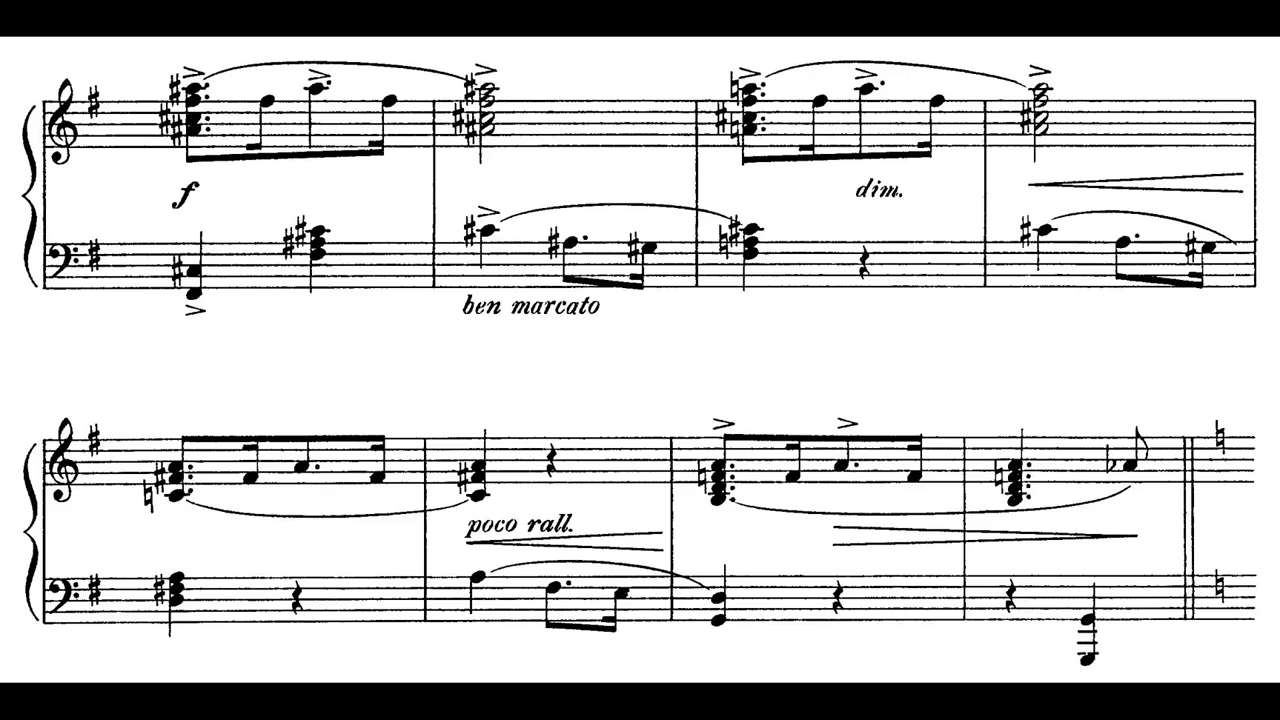 f
dim.
ben marcato
poco rall.